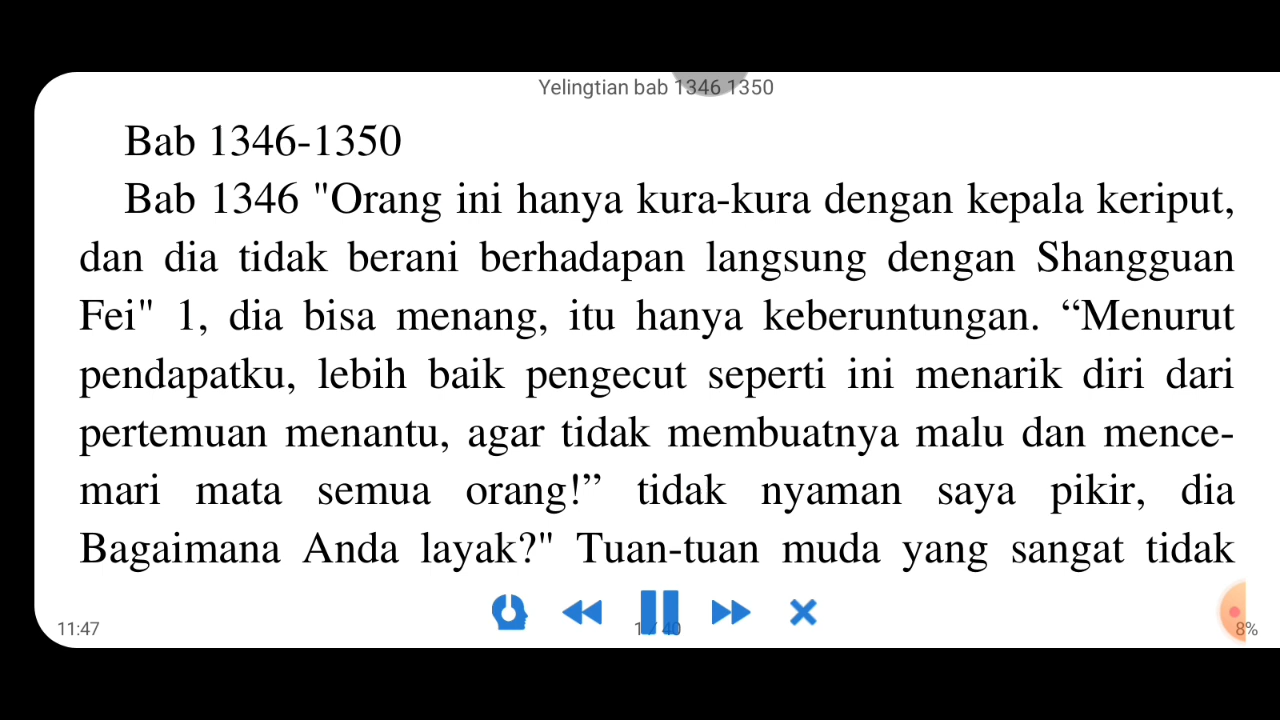 Yelingtian bab 1346 1350
Bab 1346-1350
Bab 1346 "Orang ini hanya kura-kura dengan kepala keriput,
dan dia tidak berani berhadapan langsung dengan Shangguan
Fei" 1, dia bisa menang, itu hanya keberuntungan. “Menurut
pendapatku, lebih baik pengecut seperti ini menarik diri dari
pertemuan menantu, agar tidak membuatnya malu dan mence-
mari mata semua orang!” tidak nyaman saya pikir, dia
Bagaimana Anda layak?" Tuan-tuan muda yang sangat tidak
11:47
1 / 40
8%